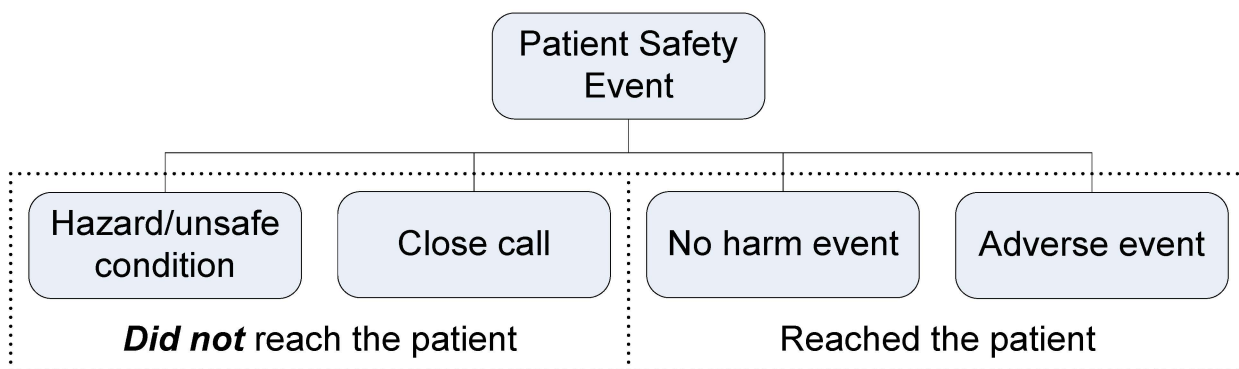 Patient Safety
Event
Hazard/unsafe
condition
Close call
No harm event
Adverse event
Did not reach the patient
Reached the patient